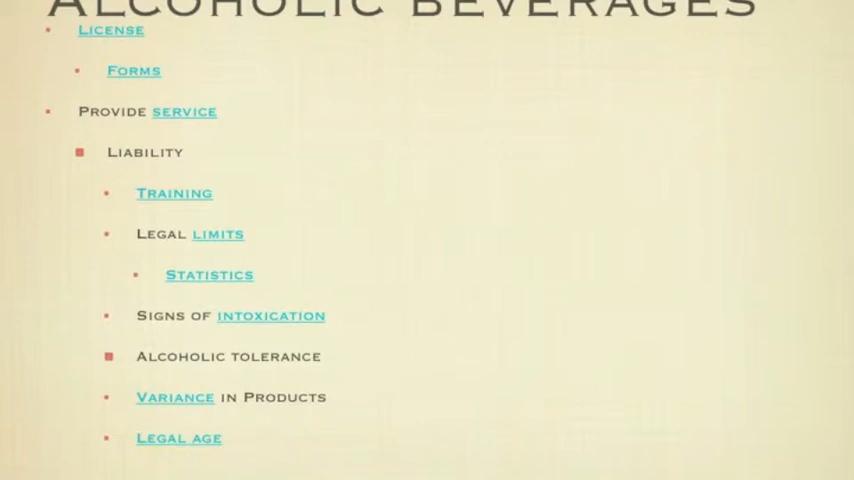 Alcoholic beverages
License
Forms
Provide service
Liability
Training
Legal limits
Statistics
Signs of intoxication
Alcoholic tolerance
Variance in Products
Legal age